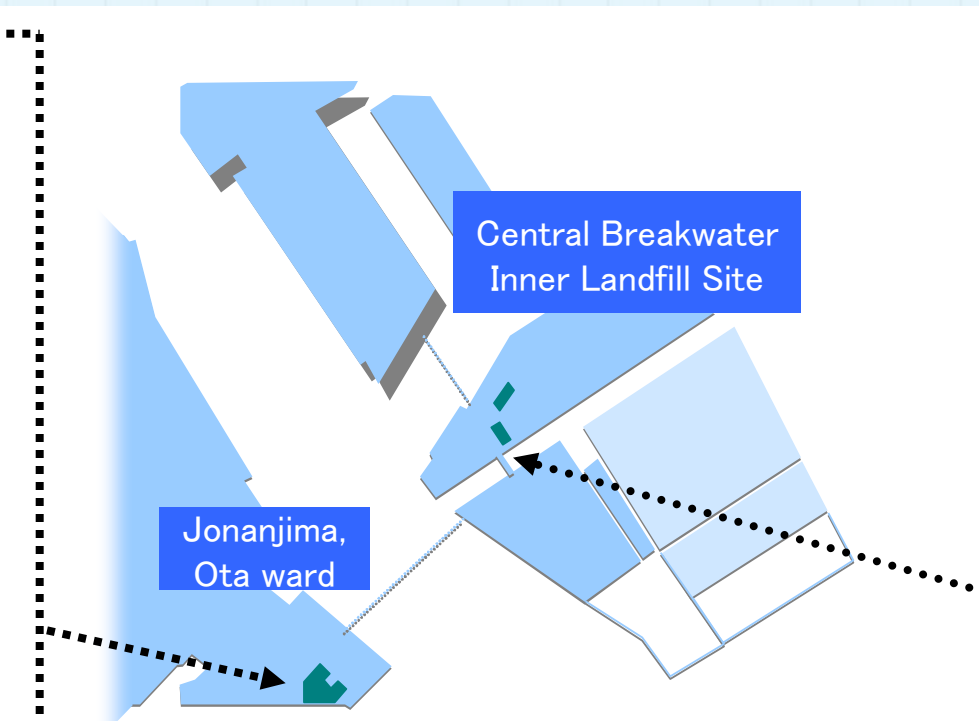 Central Breakwater
Inner Landfill Site
Jonanjima,
Ota ward